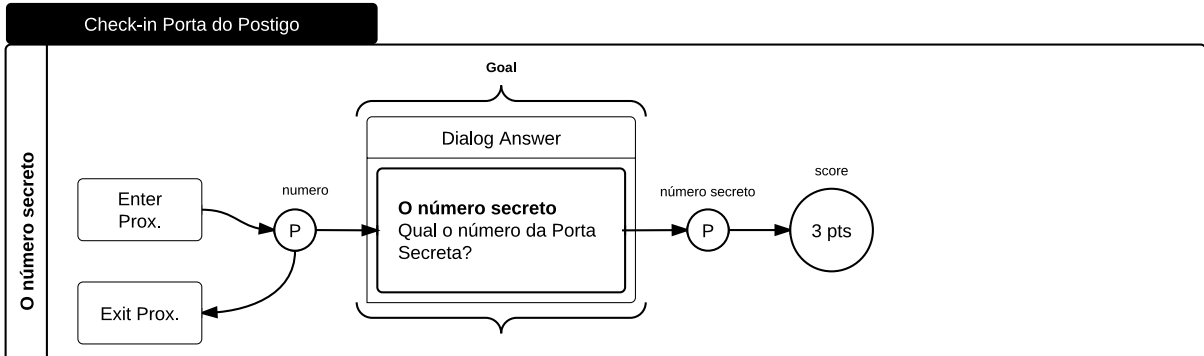 Check-in Porta do Postigo
O número secreto
Goal
Dialog Answer
Enter
Prox.
numero
P
O número secreto
Qual o número da Porta
Secreta?
número secreto
P
score
3 pts
Exit Prox.